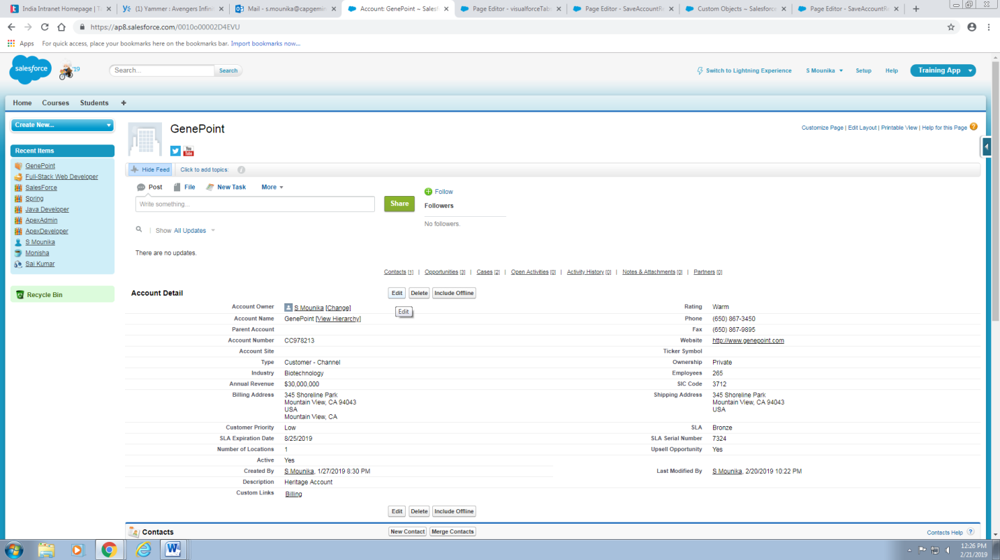 India Intranet Homepage | T
(1) Yammer : Avengers Infini
Mail - s.mounika@capgemin
Account: GenePoint ~ Salesf
Page Editor - visualforceTab
Page Editor - SaveAccountRe
Custom Objects ~ Salesforce
Page Editor - SaveAccountRe
https://ap8.salesforce.com/0010o00002D4EVU
Apps For quick access, place your bookmarks here on the bookmarks bar. Import bookmarks now...
salesforce '19 Search... Search
Switch to Lightning Experience S Mounika Setup Help Training App
Home Courses Students +
Create New...
GenePoint
Customize Page | Edit Layout | Printable View | Help for this Page ?
You Tube
Recent Items
GenePoint
Full-Stack Web Developer
SalesForce
Spring
Java Developer
ApexAdmin
ApexDeveloper
S Mounika
Monisha
Sai Kumar
Recycle Bin
Hide Feed Click to add topics: i
Post File New Task More
Write something... Share
Follow
Followers
No followers.
Show All Updates
There are no updates.
Contacts [1] | Opportunities [3] | Cases [2] | Open Activities [0] | Activity History [0] | Notes & Attachments [0] | Partners [0]
Account Detail Edit Delete Include Offline
Edit
Account Owner S Mounika [Change] Rating Warm
Account Name GenePoint [View Hierarchy] Phone (650) 867-3450
Parent Account Fax (650) 867-9895
Account Number CC978213 Website http://www.genepoint.com
Account Site Ticker Symbol
Type Customer - Channel Ownership Private
Industry Biotechnology Employees 265
Annual Revenue $30,000,000 SIC Code 3712
Billing Address 345 Shoreline Park Shipping Address 345 Shoreline Park
Mountain View, CA 94043 Mountain View, CA 94043
USA USA
Mountain View, CA
Customer Priority Low SLA Bronze
SLA Expiration Date 8/25/2019 SLA Serial Number 7324
Number of Locations 1 Upsell Opportunity Yes
Active Yes
Created By S Mounika, 1/27/2019 8:30 PM Last Modified By S Mounika, 2/20/2019 10:22 PM
Description Heritage Account
Custom Links Billing
Edit Delete Include Offline
Contacts New Contact Merge Contacts Contacts Help ?
12:26 PM
2/21/2019